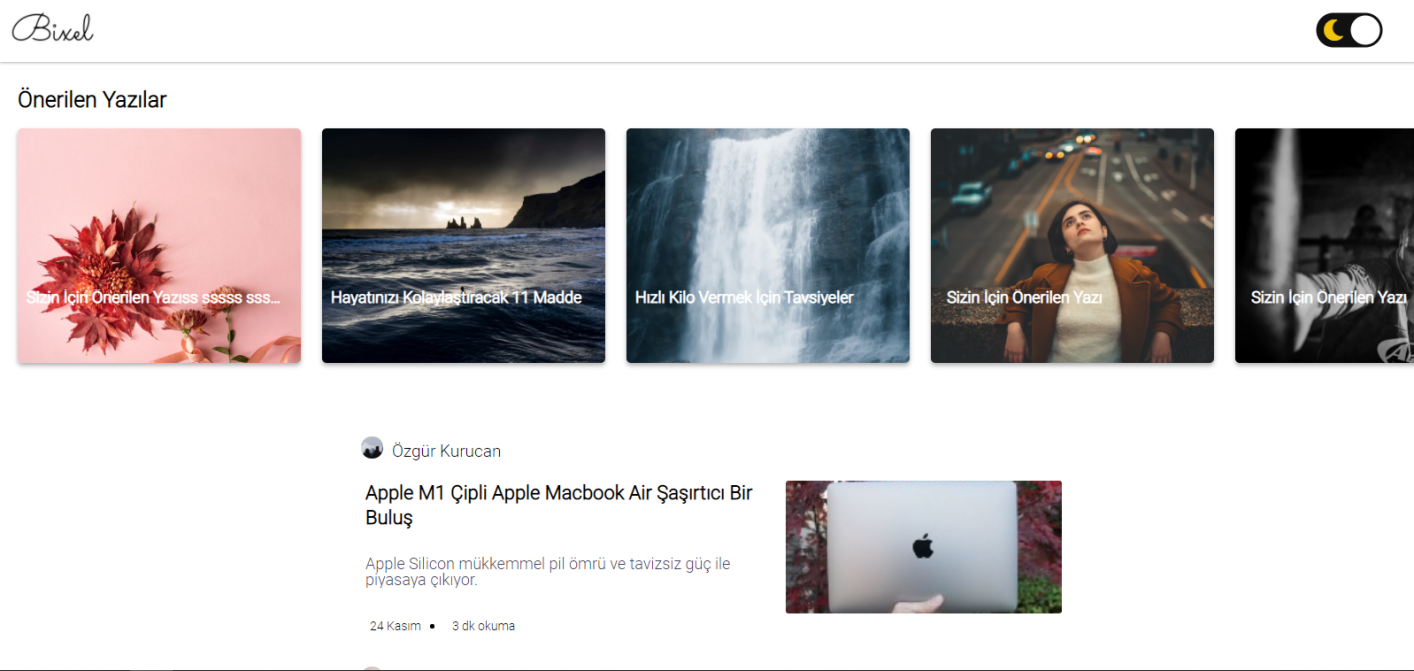 Bixel
Önerilen Yazılar
Sizin İçin Önerilen Yazıss sssss sss...
Hayatınızı Kolaylaştıracak 11 Madde
Hızlı Kilo Vermek İçin Tavsiyeler
Sizin İçin Önerilen Yazı
Sizin İçin Önerilen Yazı
Özgür Kurucan
Apple M1 Çipli Apple Macbook Air Şaşırtıcı Bir
Buluş
Apple Silicon mükkemmel pil ömrü ve tavizsiz güç ile
piyasaya çıkıyor.
24 Kasım • 3 dk okuma